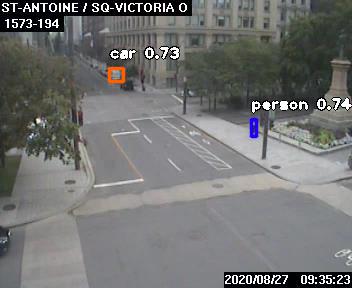 ST-ANTOINE / SQ-VICTORIA O
1573-194
car 0.73
person 0.74
2020/08/27 09:35:23